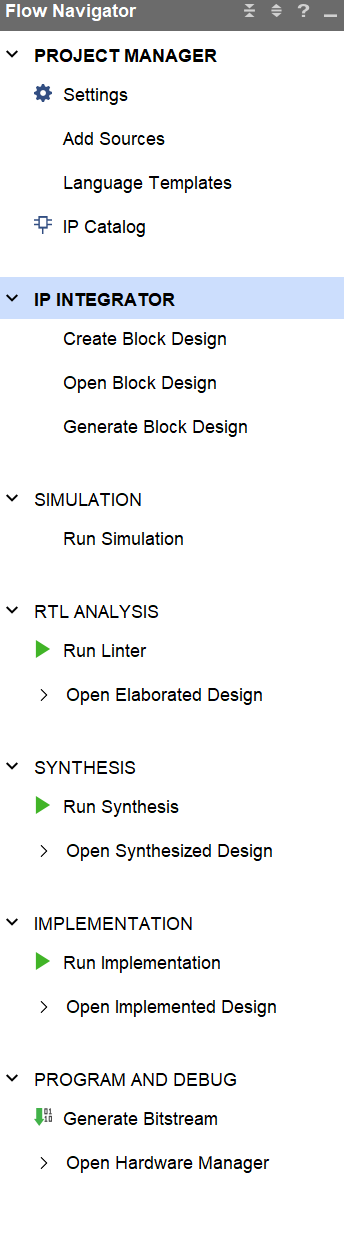 Flow Navigator
PROJECT MANAGER
Settings
Add Sources
Language Templates
IP Catalog
IP INTEGRATOR
Create Block Design
Open Block Design
Generate Block Design
SIMULATION
Run Simulation
RTL ANALYSIS
Run Linter
Open Elaborated Design
SYNTHESIS
Run Synthesis
Open Synthesized Design
IMPLEMENTATION
Run Implementation
Open Implemented Design
PROGRAM AND DEBUG
Generate Bitstream
Open Hardware Manager